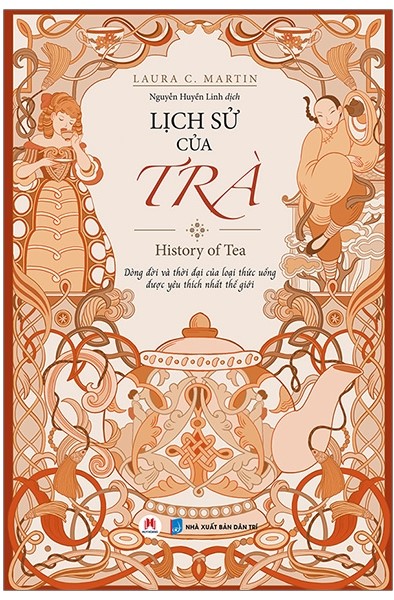 LAURA C. MARTIN
Nguyễn Huyền Linh dịch
LỊCH SỬ
CỦA
TRÀ
History of Tea
Dòng đời và thời đại của loại thức uống
được yêu thích nhất thế giới
NHÀ XUẤT BẢN DÂN TRÍ